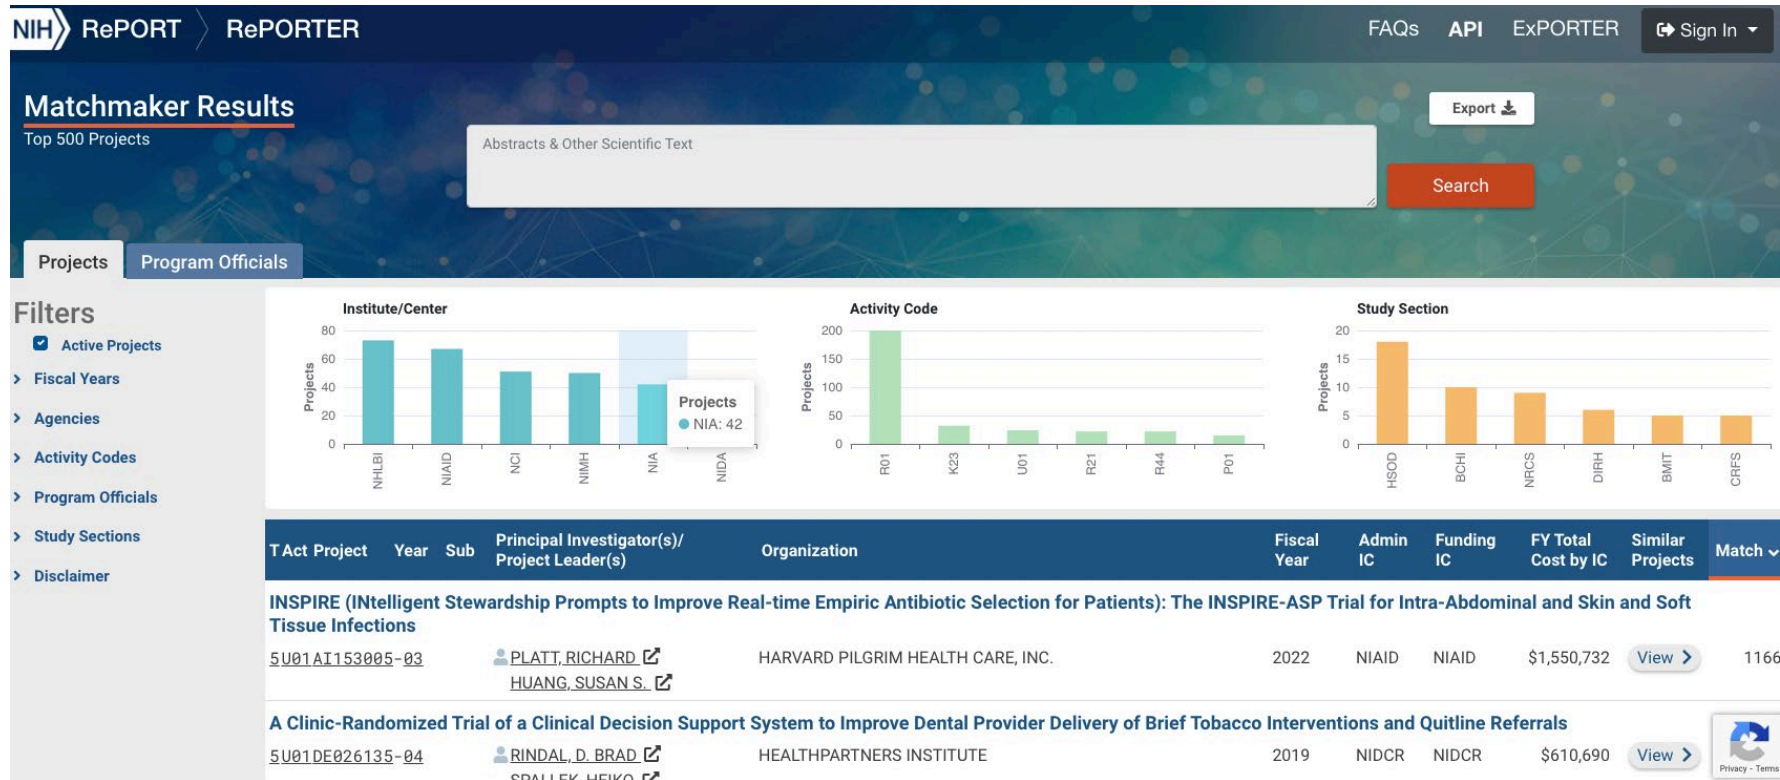 NIH RePORT RePORTER FAQs API ExPORTER Sign In
Matchmaker Results
Top 500 Projects
Export
Abstracts & Other Scientific Text
Search
Projects Program Officials
Filters
Active Projects
Fiscal Years
Agencies
Activity Codes
Program Officials
Study Sections
Disclaimer
Institute/Center
Projects
80
60
40
20
0
NHLBI NIAID NCI NIMH NIA NIDA
Projects
NIA: 42
Activity Code
Projects
200
150
100
50
0
R01 K23 U01 R21 R44 P01
Study Section
Projects
20
15
10
5
0
HSOD BCHI NRCS DIRH BMIT CRFS
T Act Project Year Sub Principal Investigator(s)/ Project Leader(s) Organization Fiscal Year Admin IC Funding IC FY Total Cost by IC Similar Projects Match
INSPIRE (INtelligent Stewardship Prompts to Improve Real-time Empiric Antibiotic Selection for Patients): The INSPIRE-ASP Trial for Intra-Abdominal and Skin and Soft
Tissue Infections
5U01AI153005-03 PLATT, RICHARD HARVARD PILGRIM HEALTH CARE, INC. 2022 NIAID NIAID $1,550,732 View 1166
HUANG, SUSAN S.
A Clinic-Randomized Trial of a Clinical Decision Support System to Improve Dental Provider Delivery of Brief Tobacco Interventions and Quitline Referrals
5U01DE026135-04 RINDAL, D. BRAD HEALTHPARTNERS INSTITUTE 2019 NIDCR NIDCR $610,690 View
SPALLEK, HEIKO
Privacy - Terms